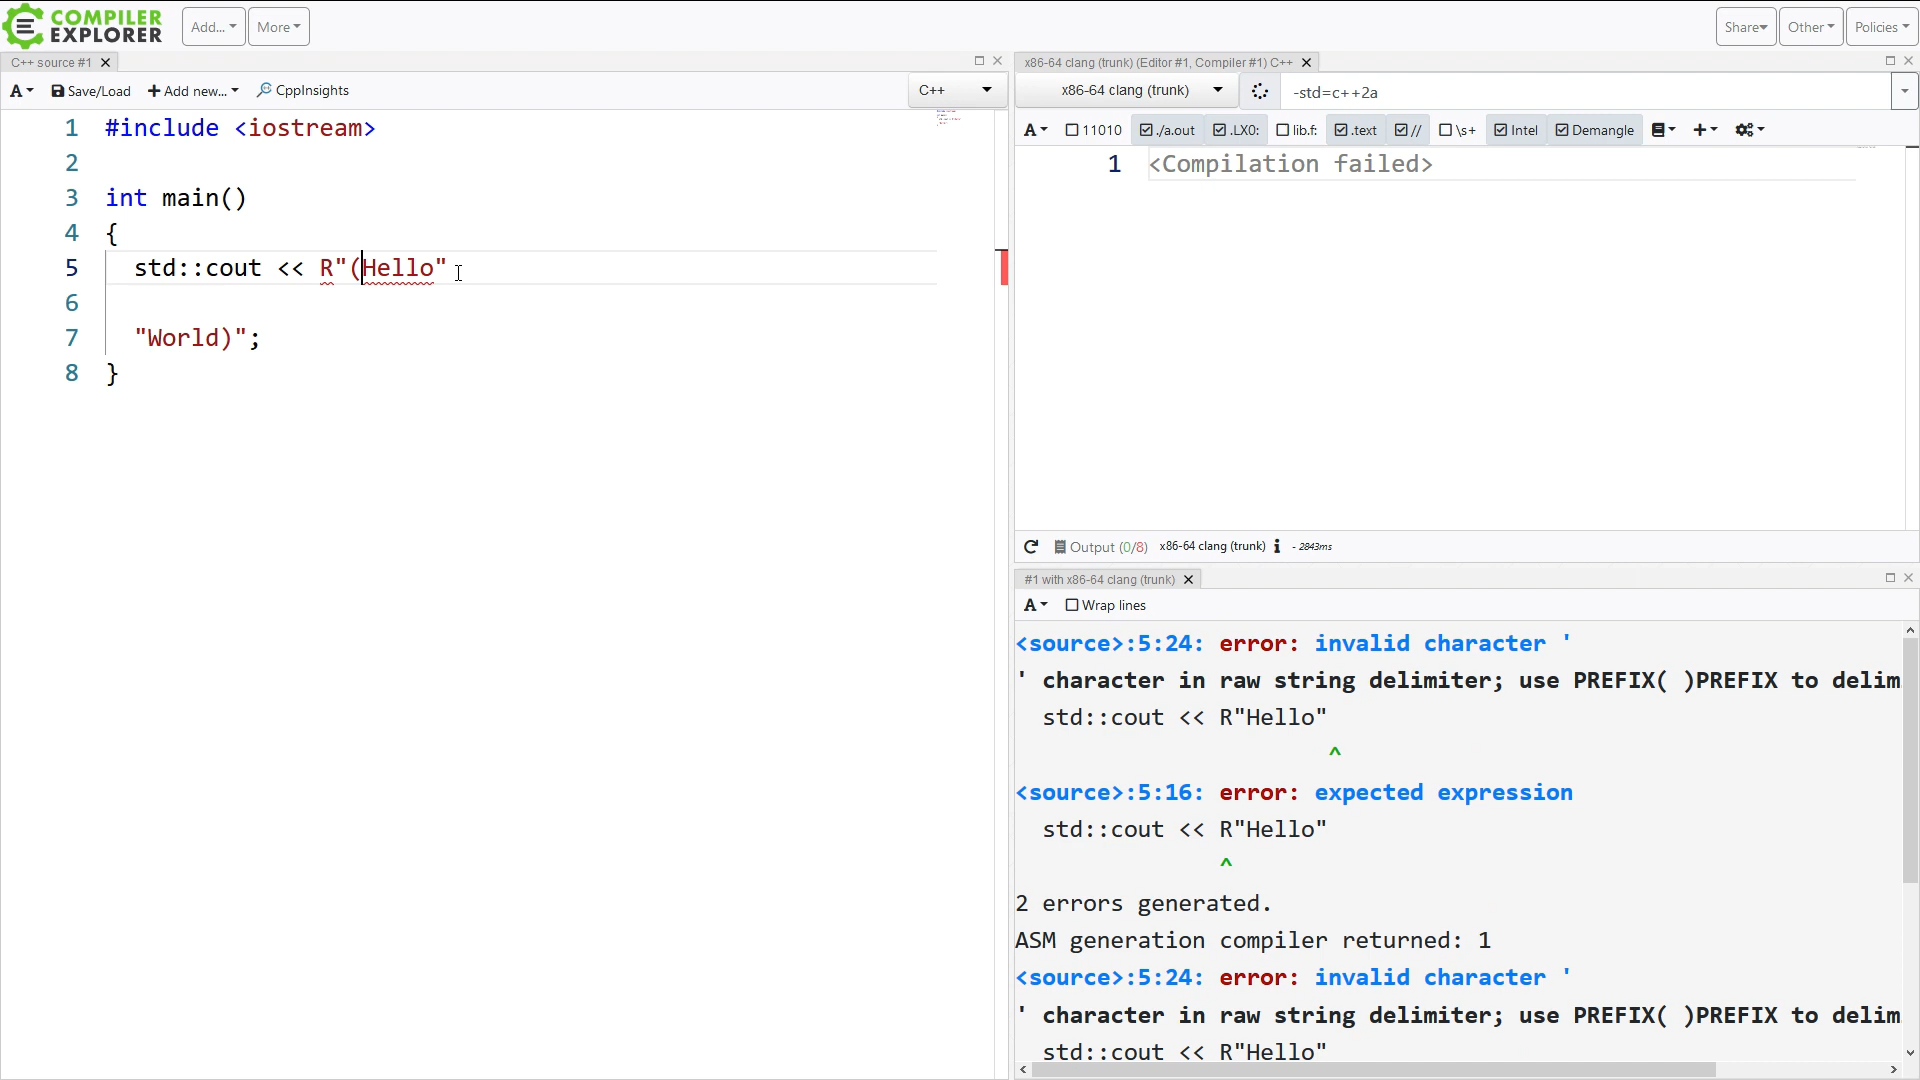 COMPILER
EXPLORER
Add...
More
Share
Other
Policies
C++ source #1
A
Save/Load
Add new...
CppInsights
C++
1 #include <iostream>
2
3 int main()
4 {
5 std::cout << R"(Hello"
6
7 "World)";
8 }
x86-64 clang (trunk) (Editor #1, Compiler #1) C++
x86-64 clang (trunk)
-std=c++2a
A
11010
./a.out
.LX0:
lib.f:
.text
//
\s+
Intel
Demangle
1 <Compilation failed>
Output (0/8)
x86-64 clang (trunk)
- 2843ms
#1 with x86-64 clang (trunk)
A
Wrap lines
<source>:5:24: error: invalid character '
' character in raw string delimiter; use PREFIX( )PREFIX to delim
std::cout << R"Hello"
^
<source>:5:16: error: expected expression
std::cout << R"Hello"
^
2 errors generated.
ASM generation compiler returned: 1
<source>:5:24: error: invalid character '
' character in raw string delimiter; use PREFIX( )PREFIX to delim
std::cout << R"Hello"